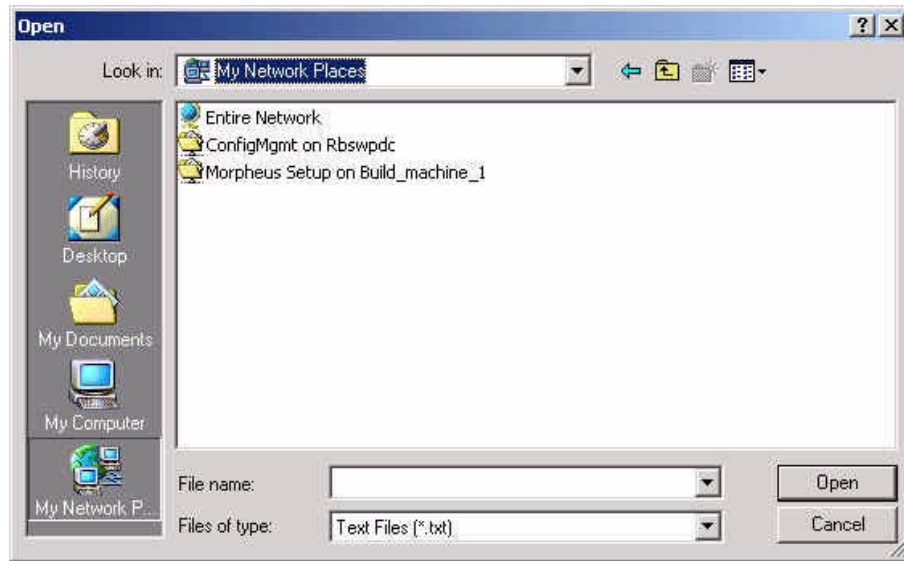 Open
Look in: My Network Places
Entire Network
ConfigMgmt on Rbswpdc
Morpheus Setup on Build_machine_1
History
Desktop
My Documents
My Computer
My Network P...
File name:
Open
Files of type: Text Files (*.txt)
Cancel